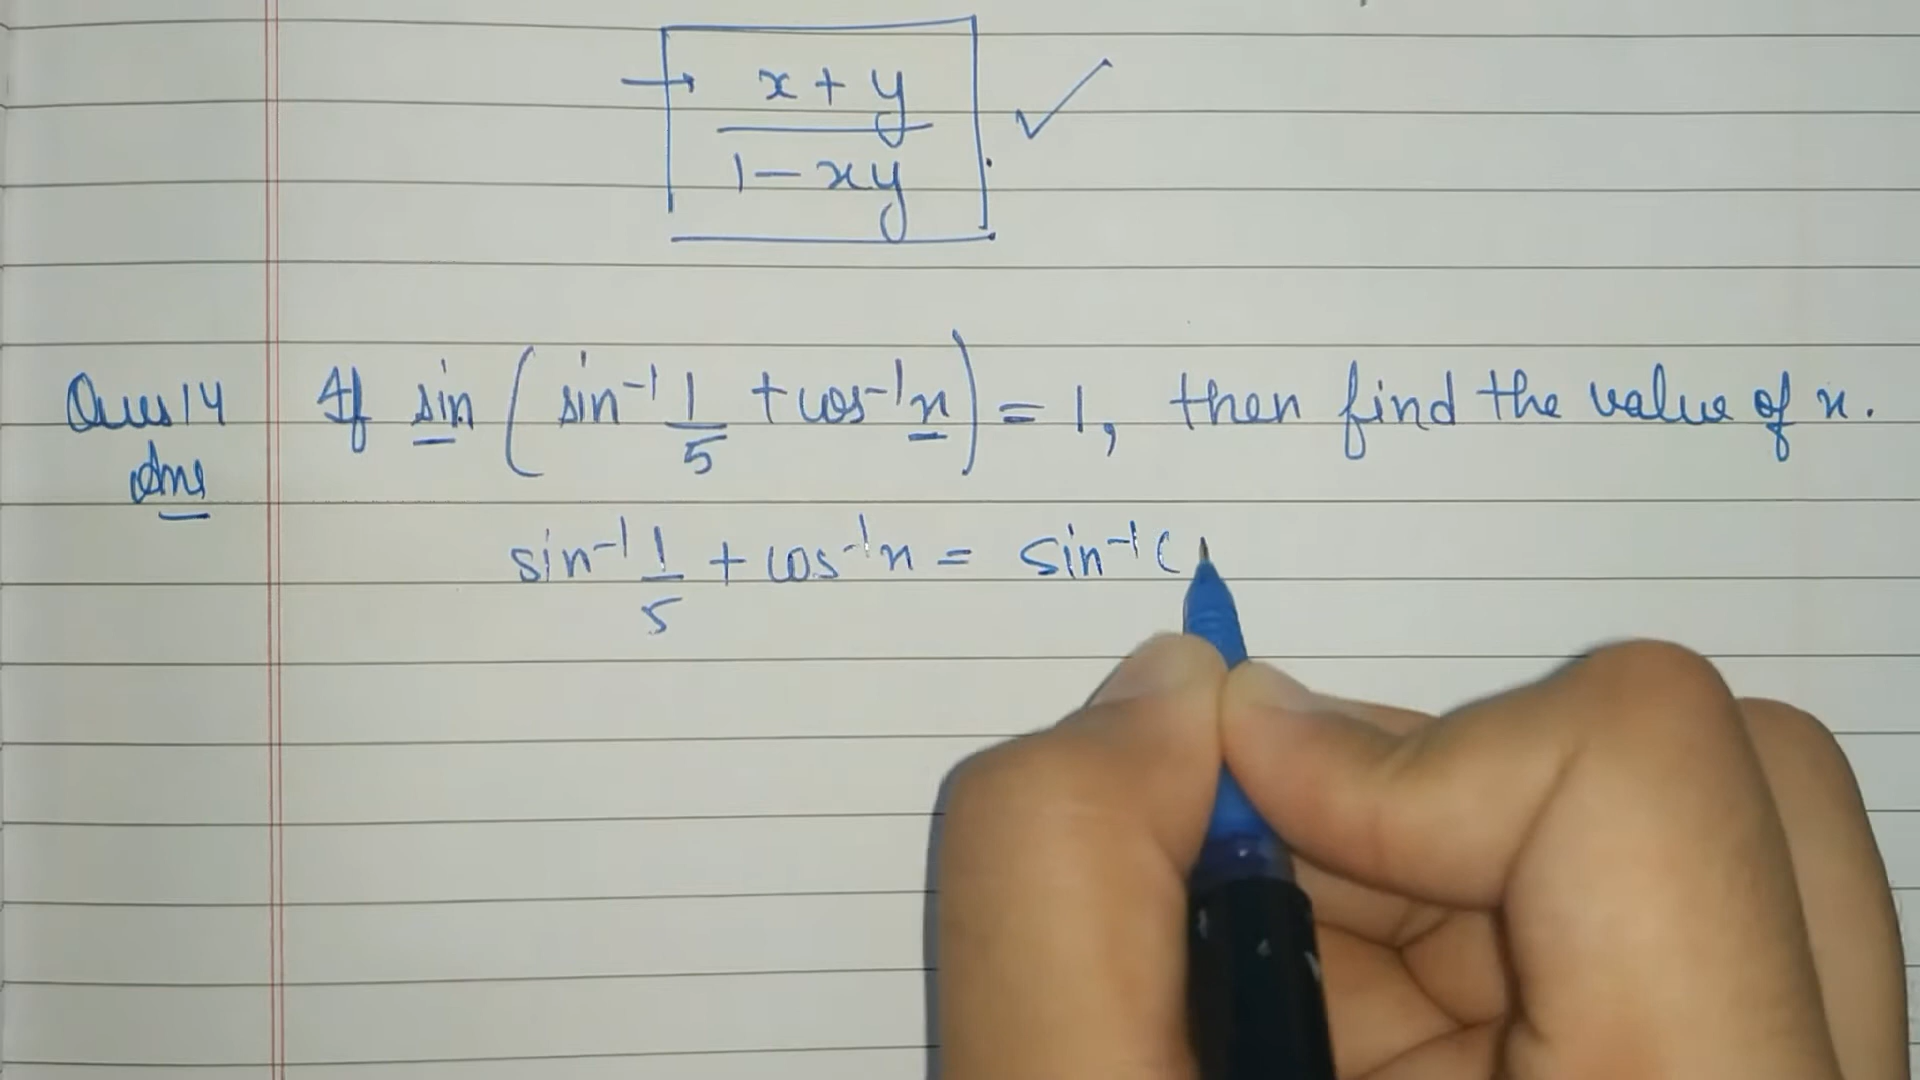 → x + y
1 - xy ✓
Ques 14 If sin (sin⁻¹ 1/5 + cos⁻¹ x) = 1, then find the value of x.
Ans
sin⁻¹ 1/5 + cos⁻¹ x = sin⁻¹ (